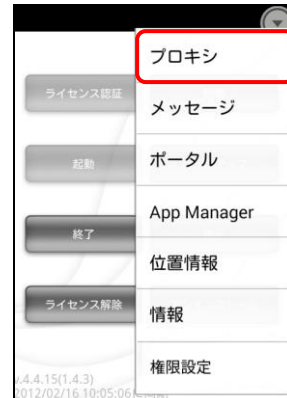 プロキシ
ライセンス認証
メッセージ
起動
ポータル
App Manager
終了
位置情報
ライセンス解除
情報
権限設定
v.4.4.15(1.4.3)
2012/02/16 10:05:06